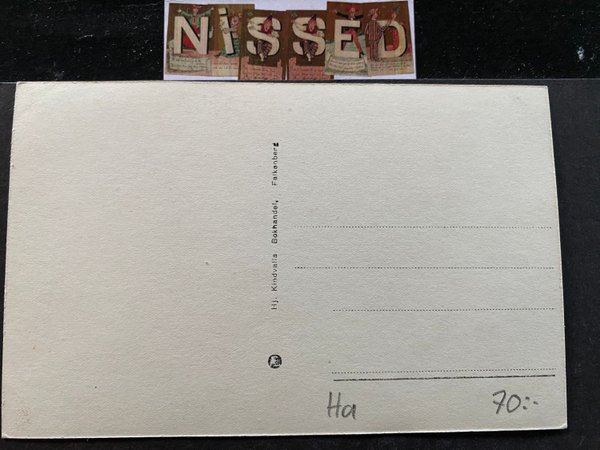 NISSED
Hj. Kindvalls Bokhandel, Falkenberg
Ha
70:-